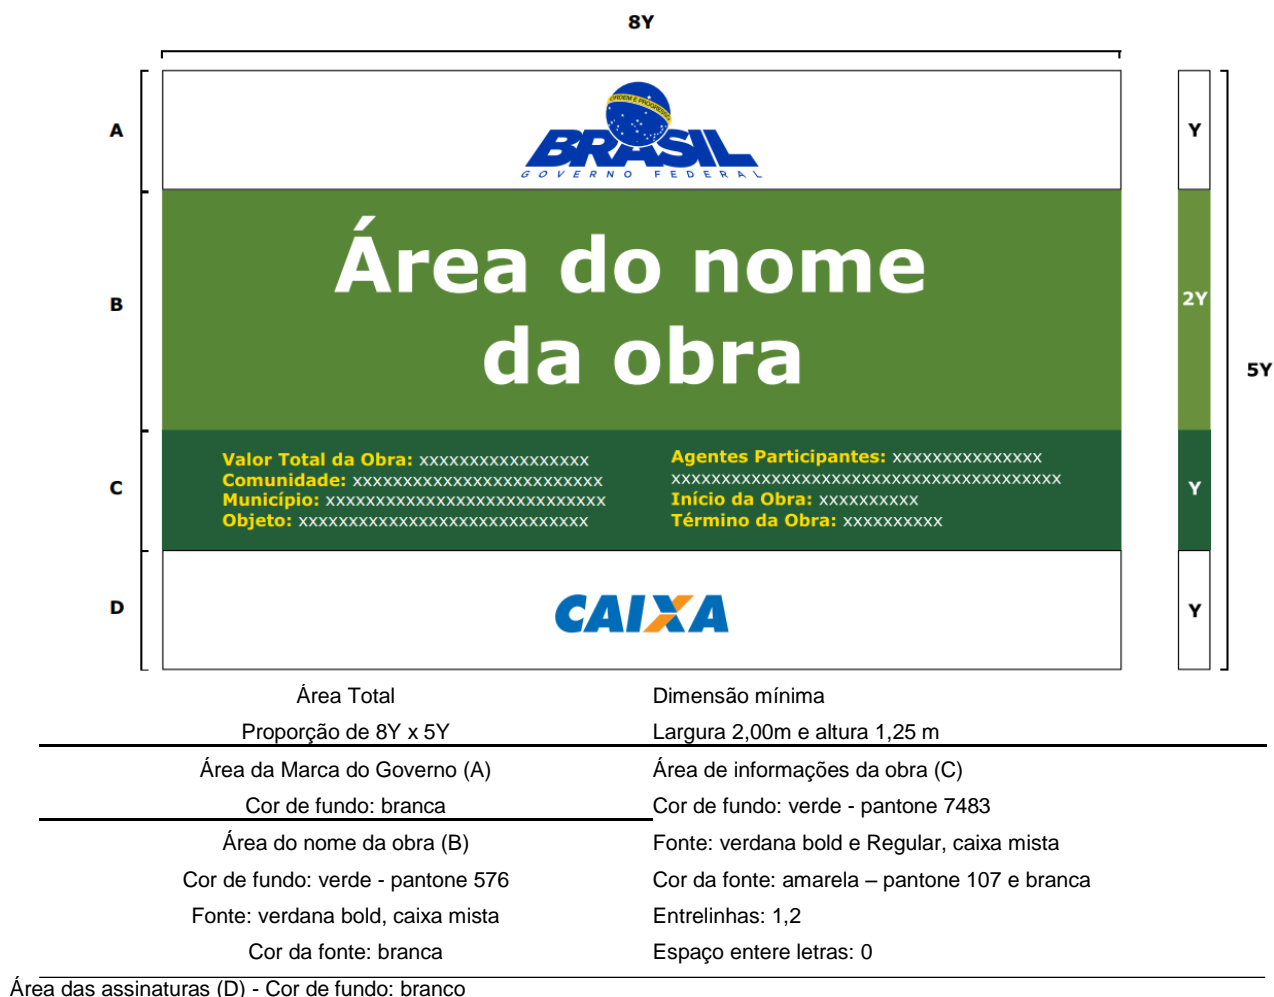 8Y
A
ORDEM E PROGRESSO
BRASIL
GOVERNO FEDERAL
Y
B
Área do nome
da obra
2Y
5Y
C
Valor Total da Obra: xxxxxxxxxxxxxxxxx
Comunidade: xxxxxxxxxxxxxxxxxxxxxxxxx
Município: xxxxxxxxxxxxxxxxxxxxxxxxxxxx
Objeto: xxxxxxxxxxxxxxxxxxxxxxxxxxxxx
Agentes Participantes: xxxxxxxxxxxxxxx
xxxxxxxxxxxxxxxxxxxxxxxxxxxxxxxxxxxxxxx
Início da Obra: xxxxxxxxxx
Término da Obra: xxxxxxxxxx
Y
D
CAIXA
Y
Área Total
Dimensão mínima
Proporção de 8Y x 5Y
Largura 2,00m e altura 1,25 m
Área da Marca do Governo (A)
Área de informações da obra (C)
Cor de fundo: branca
Cor de fundo: verde - pantone 7483
Área do nome da obra (B)
Fonte: verdana bold e Regular, caixa mista
Cor de fundo: verde - pantone 576
Cor da fonte: amarela – pantone 107 e branca
Fonte: verdana bold, caixa mista
Entrelinhas: 1,2
Cor da fonte: branca
Espaço entere letras: 0
Área das assinaturas (D) - Cor de fundo: branco